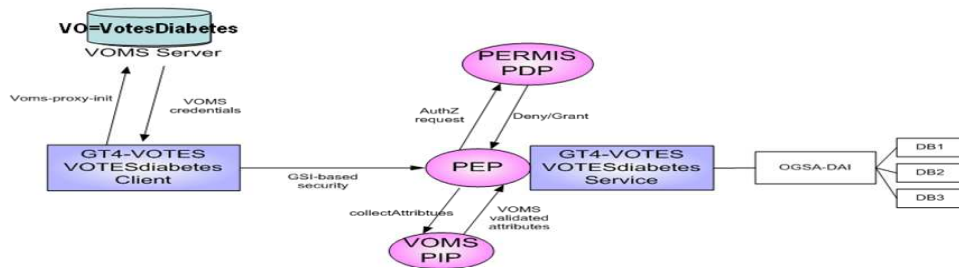 VO=VotesDiabetes
VOMS Server
Voms-proxy-init
VOMS
credentials
GT4-VOTES
VOTESdiabetes
Client
GSI-based
security
PERMIS
PDP
AuthZ
request
Deny/Grant
PEP
GT4-VOTES
VOTESdiabetes
Service
collectAttribtues
VOMS
validated
attributes
VOMS
PIP
OGSA-DAI
DB1
DB2
DB3